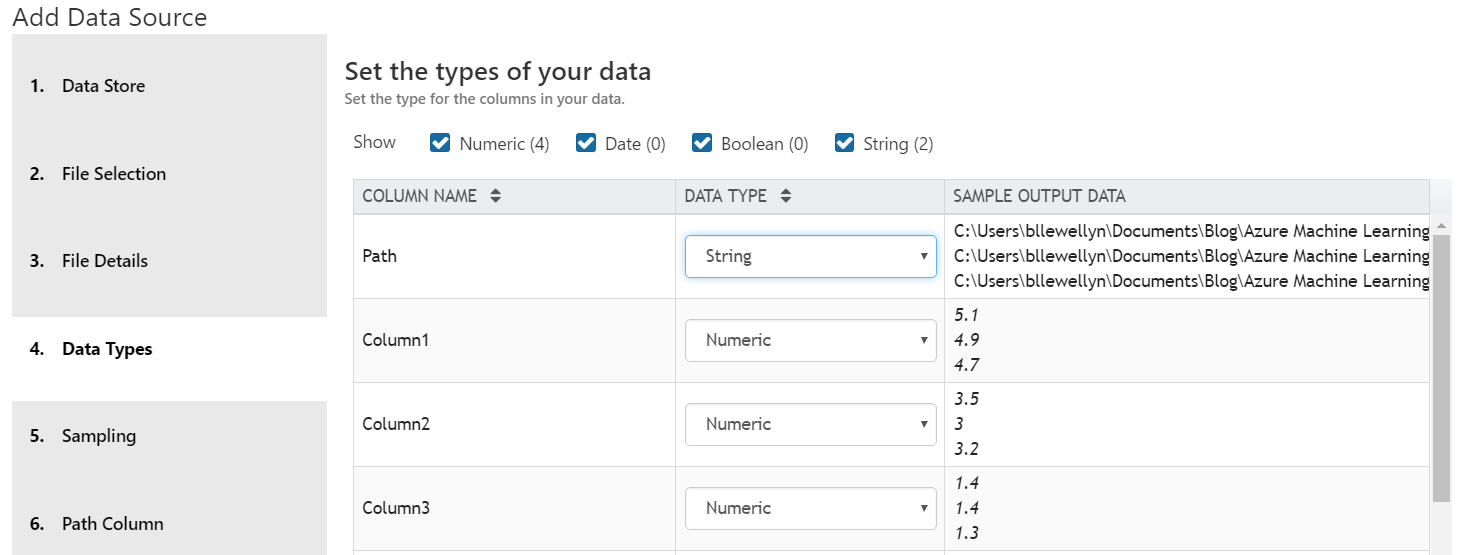 Add Data Source
1. Data Store
2. File Selection
3. File Details
4. Data Types
5. Sampling
6. Path Column
Set the types of your data
Set the type for the columns in your data.
Show Numeric (4) Date (0) Boolean (0) String (2)
COLUMN NAME DATA TYPE SAMPLE OUTPUT DATA
Path String
C:\Users\bllewellyn\Documents\Blog\Azure Machine Learning
C:\Users\bllewellyn\Documents\Blog\Azure Machine Learning
C:\Users\bllewellyn\Documents\Blog\Azure Machine Learning
Column1 Numeric
5.1
4.9
4.7
Column2 Numeric
3.5
3
3.2
Column3 Numeric
1.4
1.4
1.3